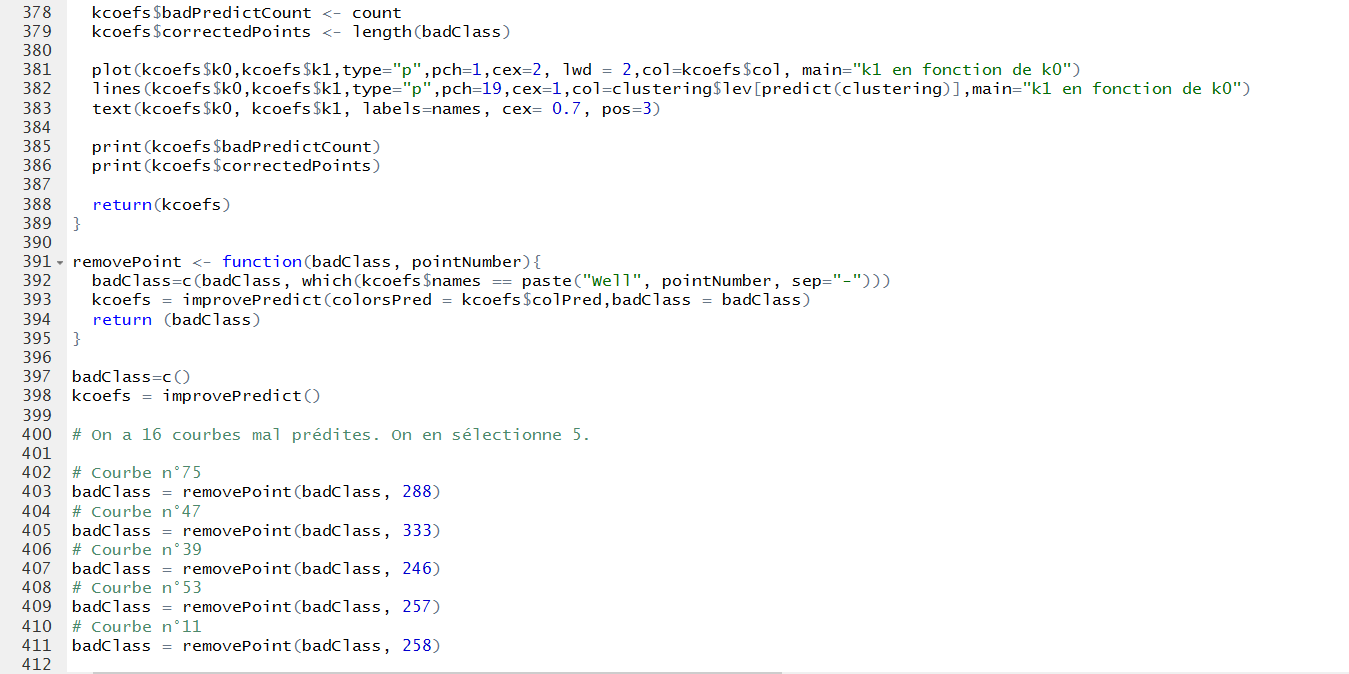 378 kcoefs$badPredictCount <- count
379 kcoefs$correctedPoints <- length(badClass)
380
381 plot(kcoefs$k0,kcoefs$k1,type="p",pch=1,cex=2, lwd = 2,col=kcoefs$col, main="k1 en fonction de k0")
382 lines(kcoefs$k0,kcoefs$k1,type="p",pch=19,cex=1,col=clustering$lev[predict(clustering)],main="k1 en fonction de k0")
383 text(kcoefs$k0, kcoefs$k1, labels=names, cex= 0.7, pos=3)
384
385 print(kcoefs$badPredictCount)
386 print(kcoefs$correctedPoints)
387
388 return(kcoefs)
389 }
390
391 removePoint <- function(badClass, pointNumber){
392 badClass=c(badClass, which(kcoefs$names == paste("Well", pointNumber, sep="-")))
393 kcoefs = improvePredict(colorsPred = kcoefs$colPred,badClass = badClass)
394 return (badClass)
395 }
396
397 badClass=c()
398 kcoefs = improvePredict()
399
400 # On a 16 courbes mal prédites. On en sélectionne 5.
401
402 # Courbe n°75
403 badClass = removePoint(badClass, 288)
404 # Courbe n°47
405 badClass = removePoint(badClass, 333)
406 # Courbe n°39
407 badClass = removePoint(badClass, 246)
408 # Courbe n°53
409 badClass = removePoint(badClass, 257)
410 # Courbe n°11
411 badClass = removePoint(badClass, 258)
412